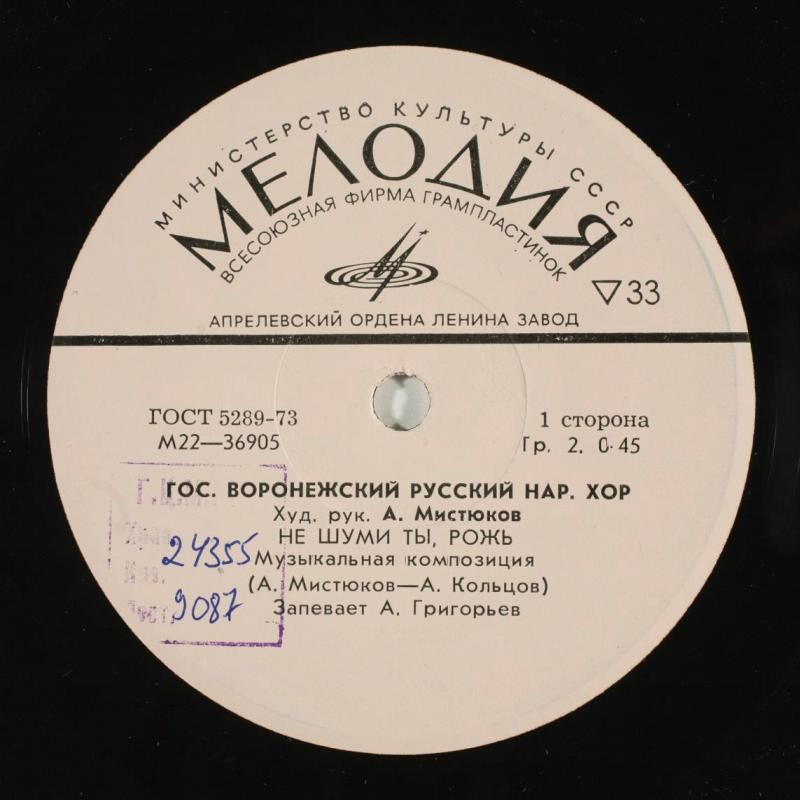 МИНИСТЕРСТВО КУЛЬТУРЫ СССР
МЕЛОДИЯ
ВСЕСОЮЗНАЯ ФИРМА ГРАМПЛАСТИНОК
33
АПРЕЛЕВСКИЙ ОРДЕНА ЛЕНИНА ЗАВОД
ГОСТ 5289-73
М22—36905
1 сторона
Гр. 2. 0-45
ГОС. ВОРОНЕЖСКИЙ РУССКИЙ НАР. ХОР
Худ. рук. А. Мистюков
НЕ ШУМИ ТЫ, РОЖЬ
Музыкальная композиция
(А. Мистюков—А. Кольцов)
Запевает А. Григорьев
24355
9087